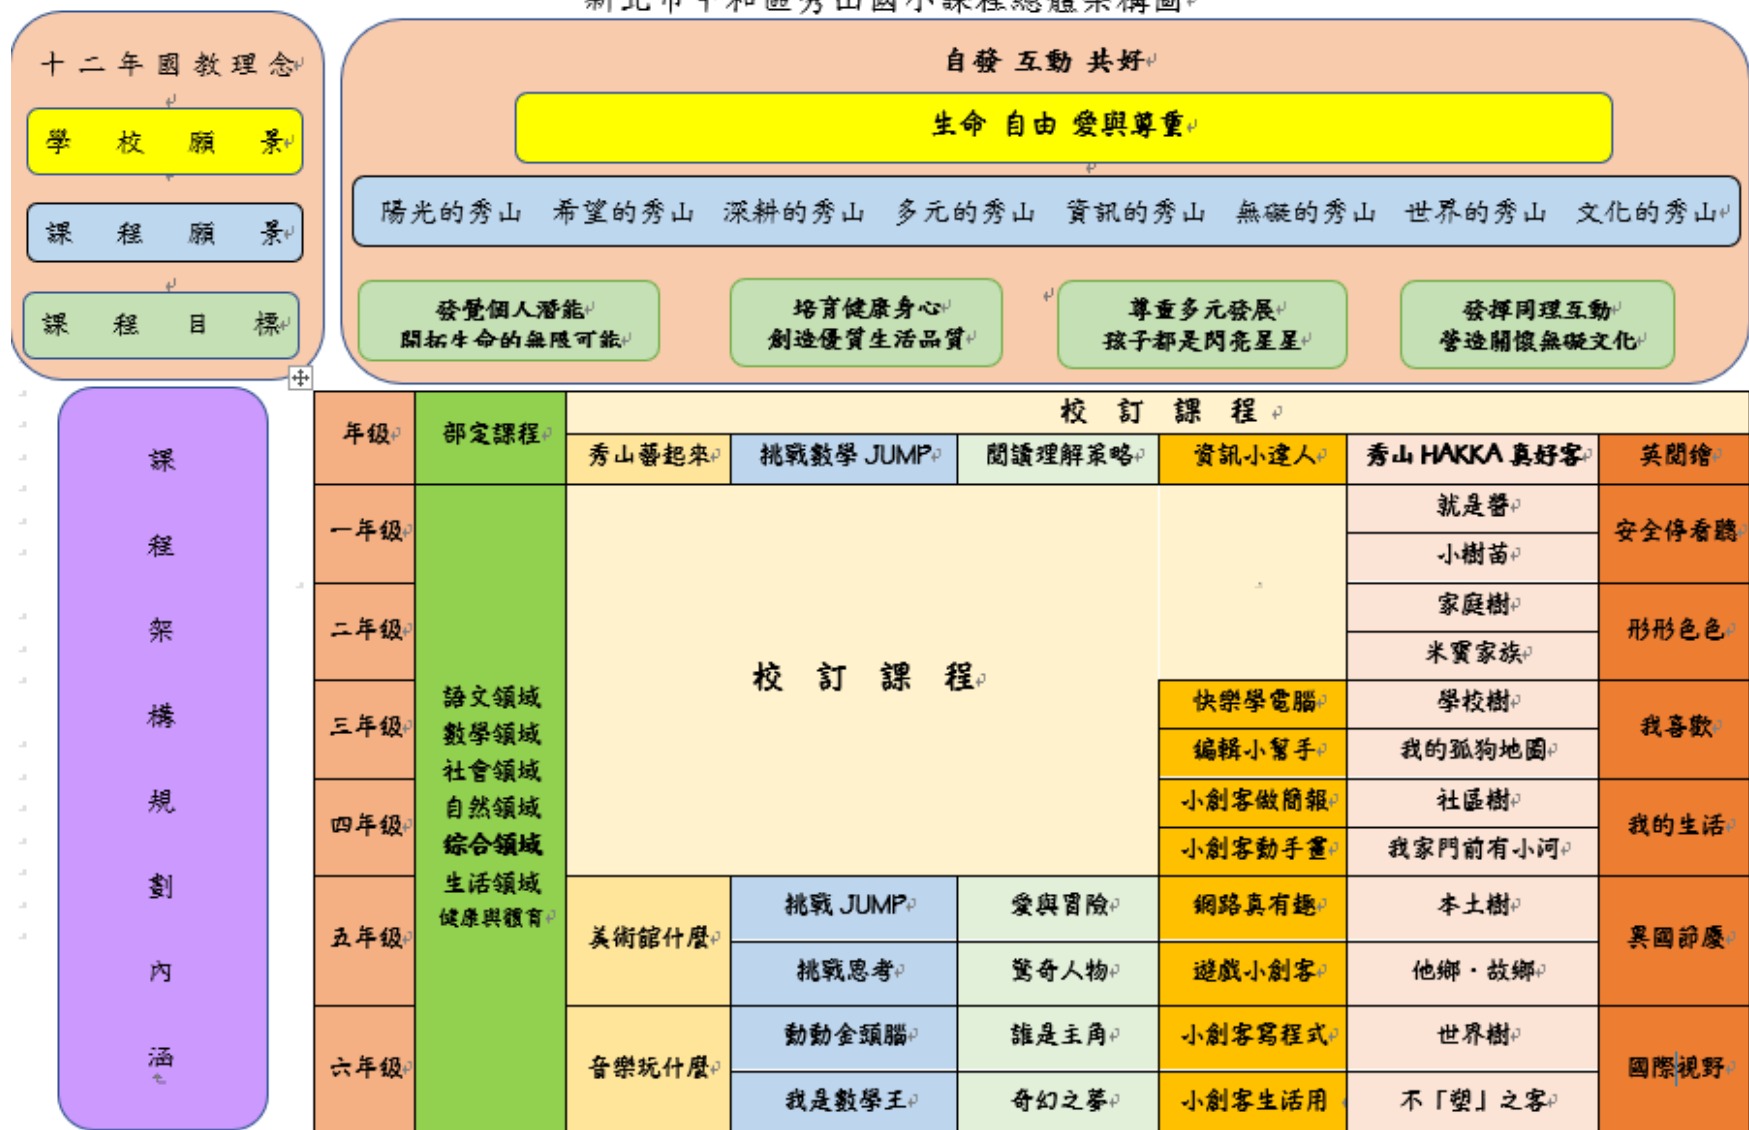 新北市中和區秀山國小課程總體架構圖
十二年國教理念
學校願景
課程願景
課程目標
自發 互動 共好
生命 自由 愛與尊重
陽光的秀山 希望的秀山 深耕的秀山 多元的秀山 資訊的秀山 無礙的秀山 世界的秀山 文化的秀山
發覺個人潛能
開拓生命的無限可能
培育健康身心
創造優質生活品質
尊重多元發展
孩子都是閃亮星星
發揮同理互動
營造關懷無礙文化
課程架構規劃內涵
年級 部定課程 校訂課程
秀山藝起來 挑戰數學 JUMP 閱讀理解策略 資訊小達人 秀山 HAKKA 真好客 英閱繪
一年級
就是醬
小樹苗
安全停看聽
二年級
家庭樹
米寶家族
形形色色
校訂課程
語文領域
數學領域
社會領域
自然領域
綜合領域
生活領域
健康與體育
三年級
快樂學電腦 學校樹
編輯小幫手 我的孤狗地圖
我喜歡
四年級
小創客做簡報 社區樹
小創客動手畫 我家門前有小河
我的生活
五年級
美術館什麼
挑戰 JUMP 愛與冒險 網路真有趣 本土樹
挑戰思考 驚奇人物 遊戲小創客 他鄉・故鄉
異國節慶
六年級
音樂玩什麼
動動金頭腦 誰是主角 小創客寫程式 世界樹
我是數學王 奇幻之夢 小創客生活用 不「塑」之客
國際視野